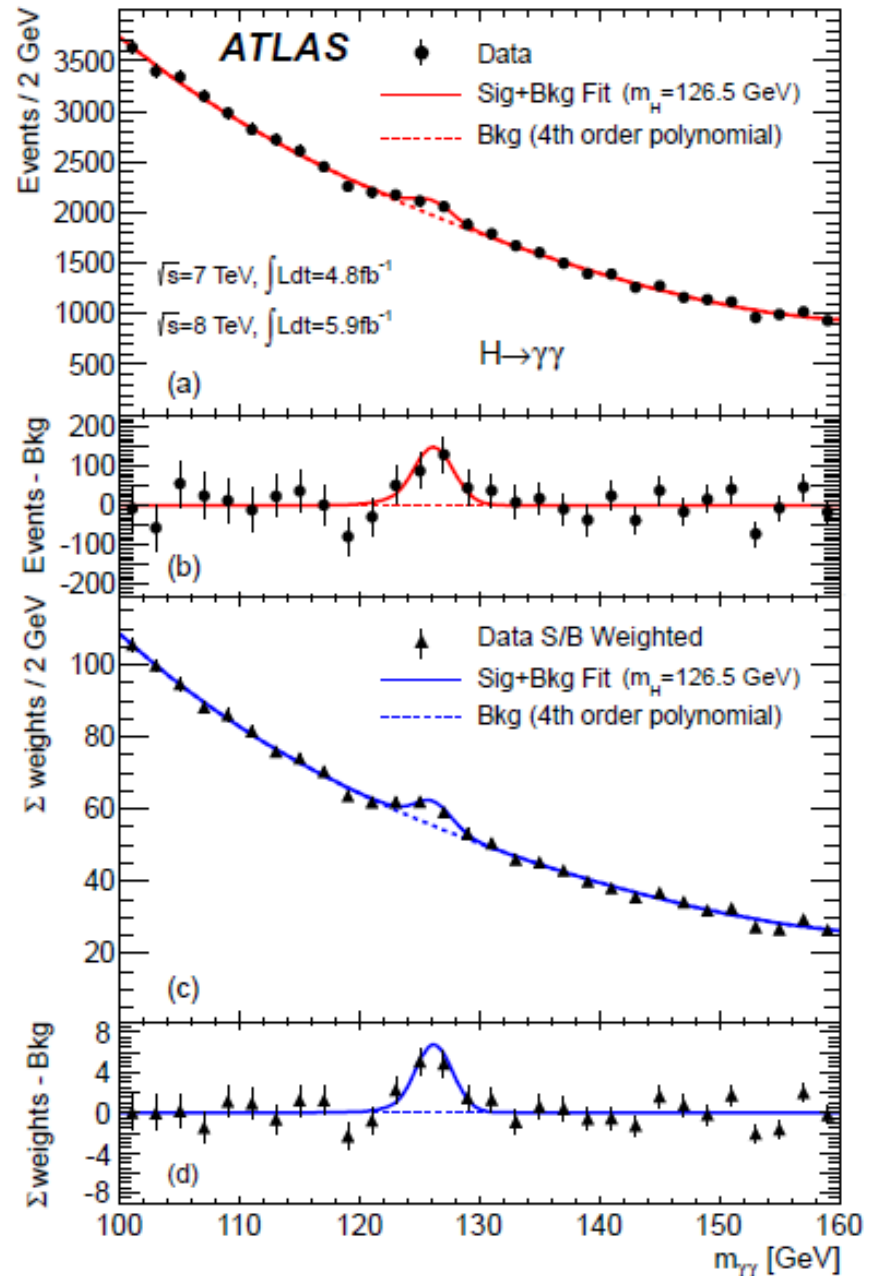 ATLAS
Data
Sig+Bkg Fit (m_H=126.5 GeV)
Bkg (4th order polynomial)
Events / 2 GeV
3500
3000
2500
2000
1500
1000
500
√s=7 TeV, ∫Ldt=4.8fb⁻¹
√s=8 TeV, ∫Ldt=5.9fb⁻¹
H→γγ
(a)
Events - Bkg
200
100
0
-100
-200
(b)
Data S/B Weighted
Sig+Bkg Fit (m_H=126.5 GeV)
Bkg (4th order polynomial)
Σ weights / 2 GeV
100
80
60
40
20
(c)
Σ weights - Bkg
8
4
0
-4
-8
(d)
100 110 120 130 140 150 160
m_γγ [GeV]